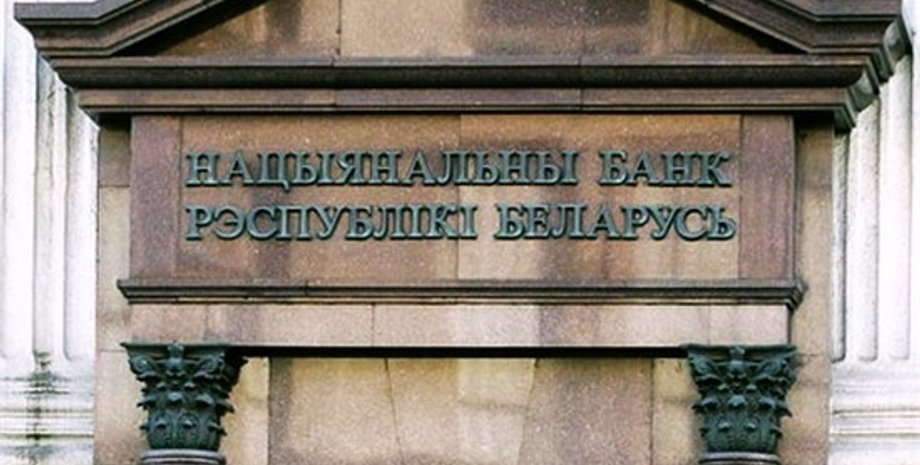 НАЦЫЯНАЛЬНЫ БАНК
РЭСПУБЛІКІ БЕЛАРУСЬ